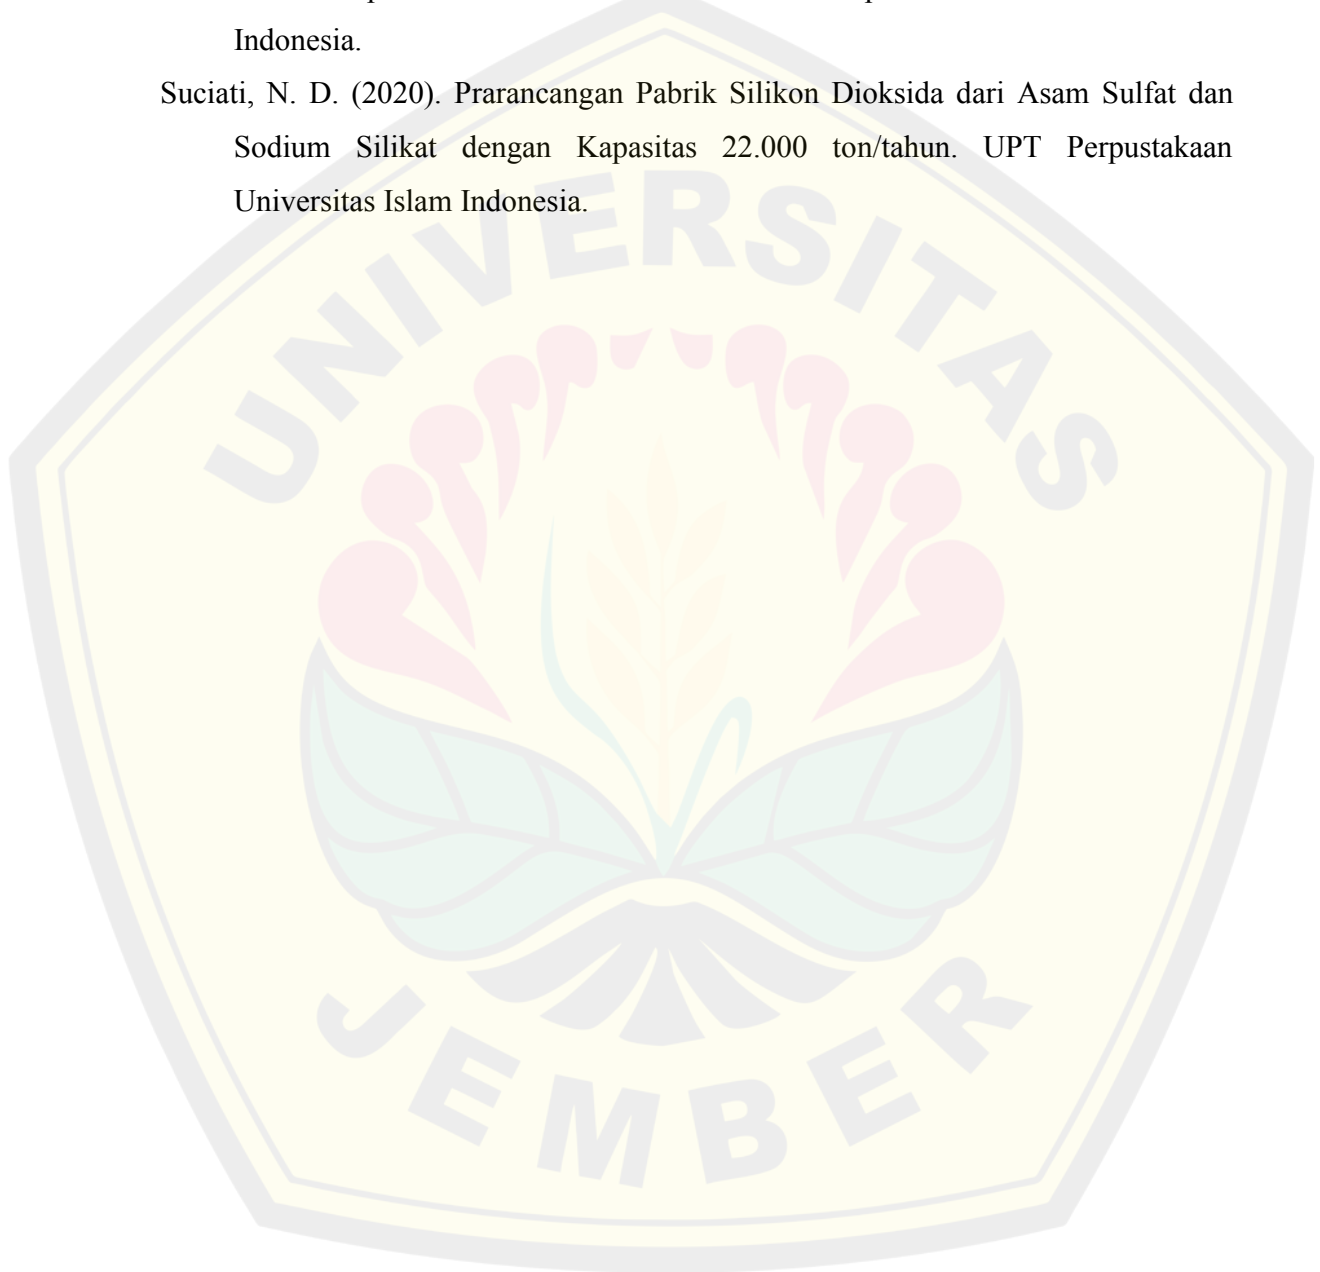 Indonesia.
Suciati, N. D. (2020). Prarancangan Pabrik Silikon Dioksida dari Asam Sulfat dan
Sodium Silikat dengan Kapasitas 22.000 ton/tahun. UPT Perpustakaan
Universitas Islam Indonesia.
UNIVERSITAS
JEMBER